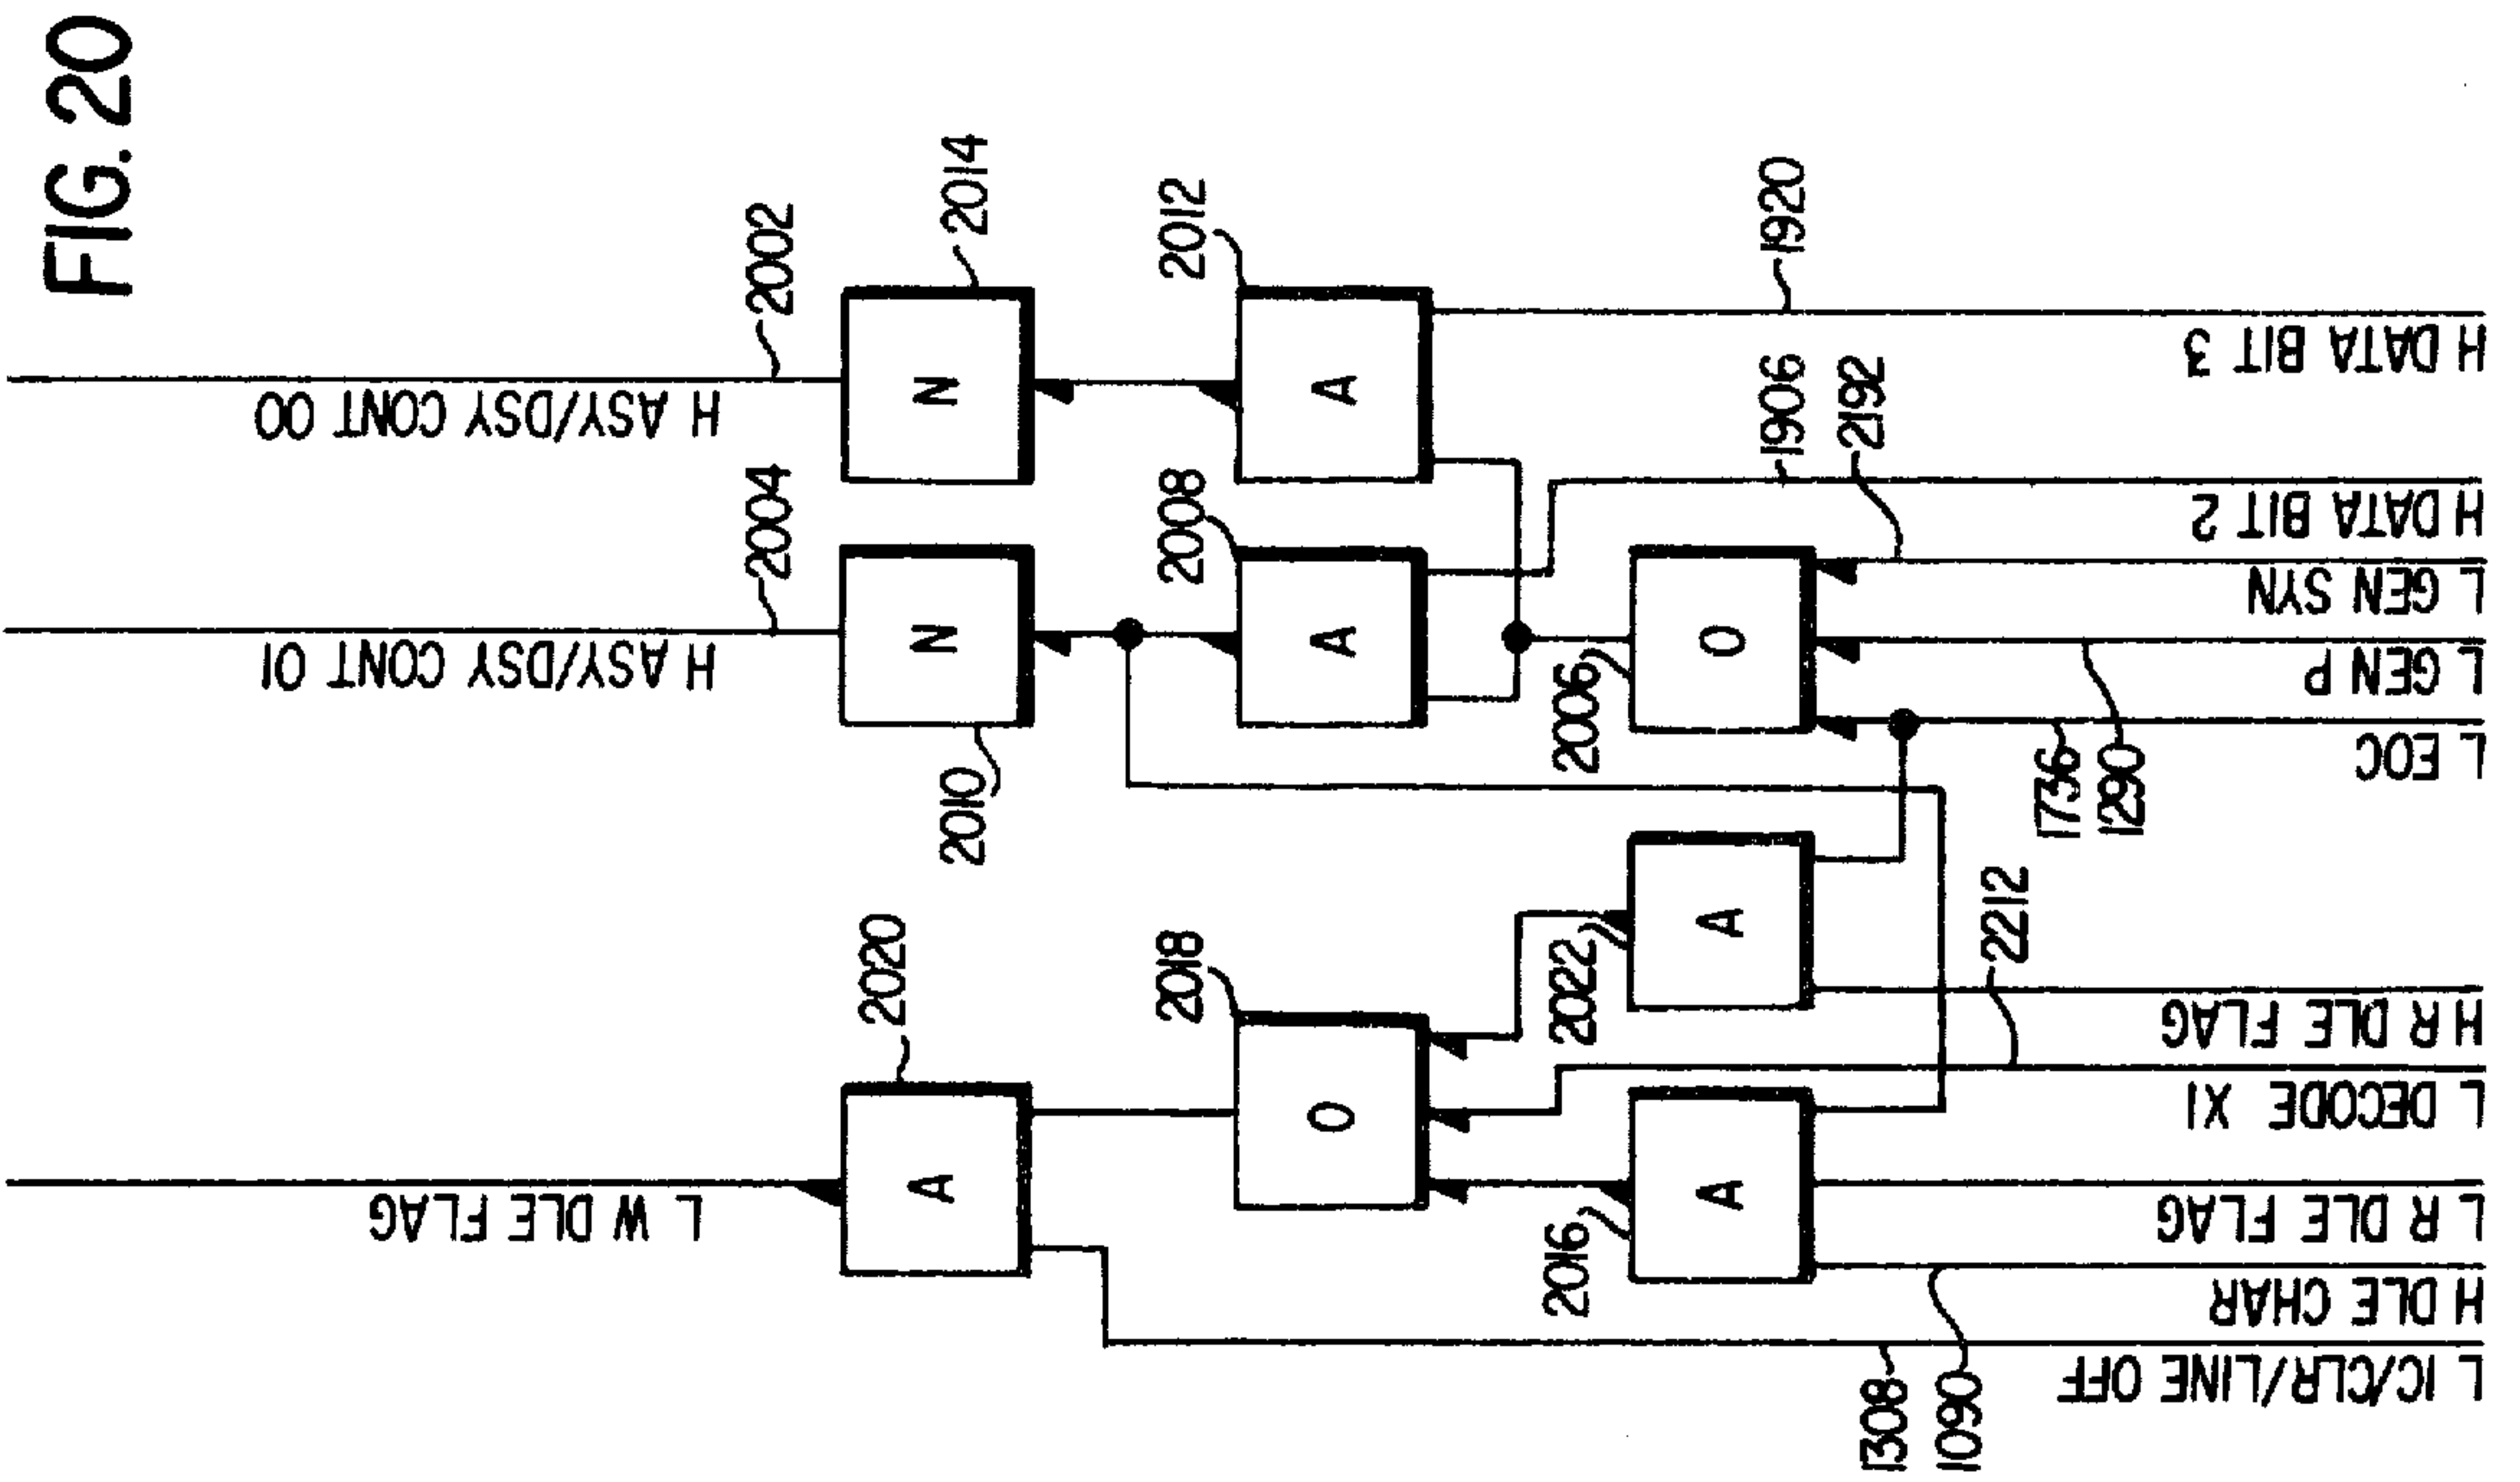 FIG. 20
H ASY/DSY CONT 00
2002
2014
N
2012
A
1920
H DATA BIT 3
H ASY/DSY CONT 01
2004
N
2010
2008
A
1906
H DATA BIT 2
2192
L GEN SYN
2006
O
L GEN P
1290
L EOC
1736
2022
A
H R DLE FLAG
2212
L DECODE X1
L W DLE FLAG
2020
A
2018
O
2016
A
L R DLE FLAG
H DLE CHAR
1090
1308
L IC/CLR/LINE OFF